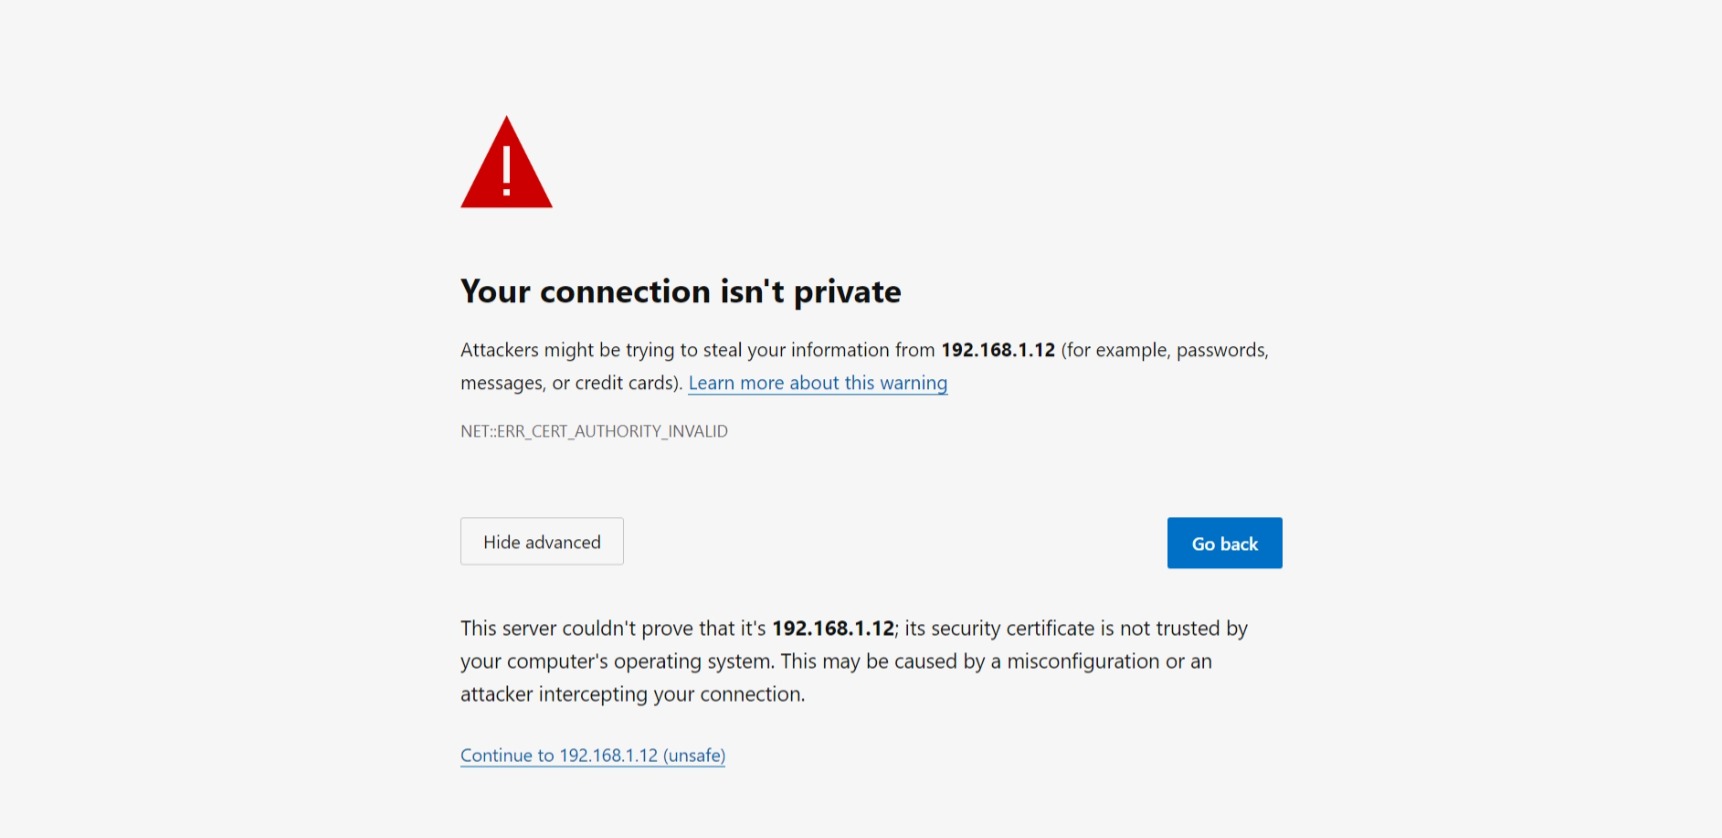 !
Your connection isn't private
Attackers might be trying to steal your information from 192.168.1.12 (for example, passwords,
messages, or credit cards). Learn more about this warning
NET::ERR_CERT_AUTHORITY_INVALID
Hide advanced
Go back
This server couldn't prove that it's 192.168.1.12; its security certificate is not trusted by
your computer's operating system. This may be caused by a misconfiguration or an
attacker intercepting your connection.
Continue to 192.168.1.12 (unsafe)